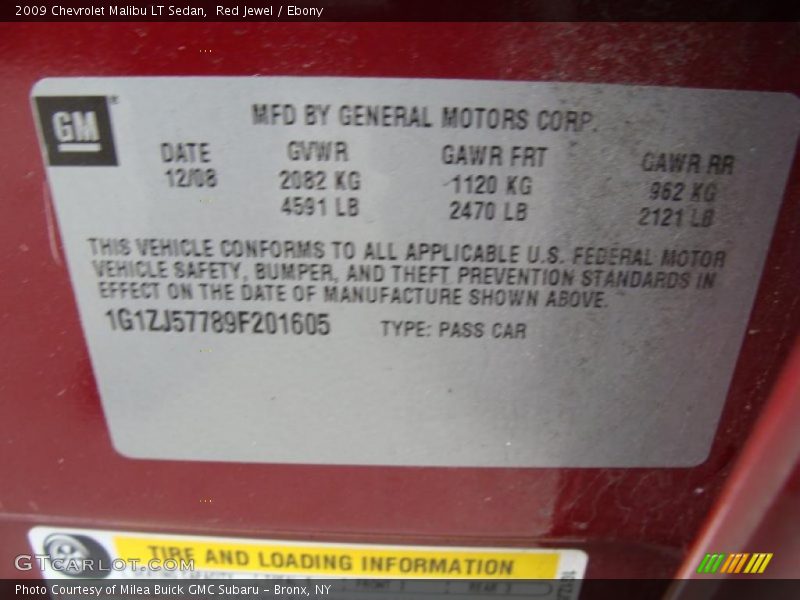 2009 Chevrolet Malibu LT Sedan,  Red Jewel / Ebony
GM
MFD BY GENERAL MOTORS CORP.
DATE GVWR GAWR FRT GAWR RR
12/08 2082 KG 1120 KG 962 KG
4591 LB 2470 LB 2121 LB
THIS VEHICLE CONFORMS TO ALL APPLICABLE U.S. FEDERAL MOTOR
VEHICLE SAFETY, BUMPER, AND THEFT PREVENTION STANDARDS IN
EFFECT ON THE DATE OF MANUFACTURE SHOWN ABOVE.
1G1ZJ57789F201605 TYPE: PASS CAR
TIRE AND LOADING INFORMATION
GTCarLot.com
Photo Courtesy of Milea Buick GMC Subaru - Bronx, NY